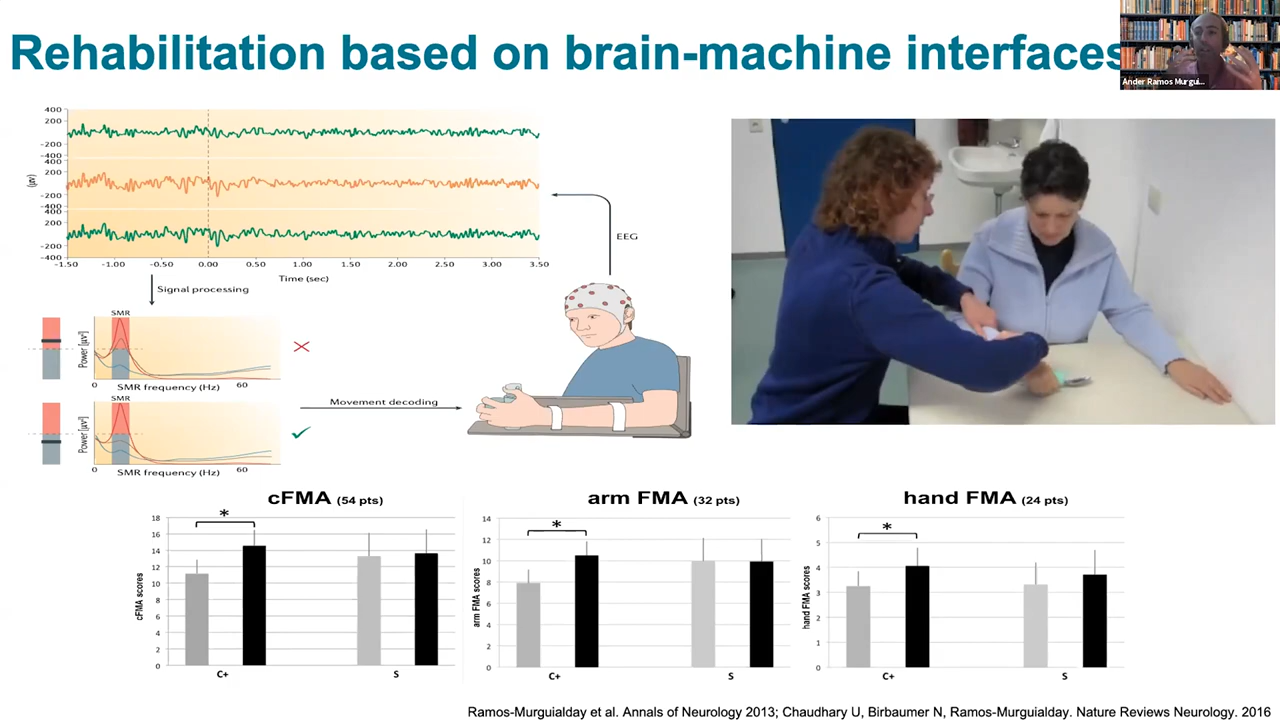 Rehabilitation based on brain-machine interfaces
Ander Ramos Murgui...
400
200
-200
-400
400
200
-200
-400
400
200
-200
-400
(µv)
-1.50 -1.00 -0.50 0.00 0.50 1.00 1.50 2.00 2.50 3.00 3.50
Time (sec)
EEG
Signal processing
SMR
Power [µv]
0 60
SMR frequency (Hz)
Movement decoding
SMR
Power [µv]
0 60
SMR frequency (Hz)
cFMA (54 pts)
*
18
16
14
12
10
8
6
4
2
0
cFMA scores
C+ S
arm FMA (32 pts)
*
14
12
10
8
6
4
2
0
arm FMA scores
C+ S
hand FMA (24 pts)
*
6
5
4
3
2
1
0
hand FMA scores
C+ S
Ramos-Murguialday et al. Annals of Neurology 2013; Chaudhary U, Birbaumer N, Ramos-Murguialday. Nature Reviews Neurology. 2016